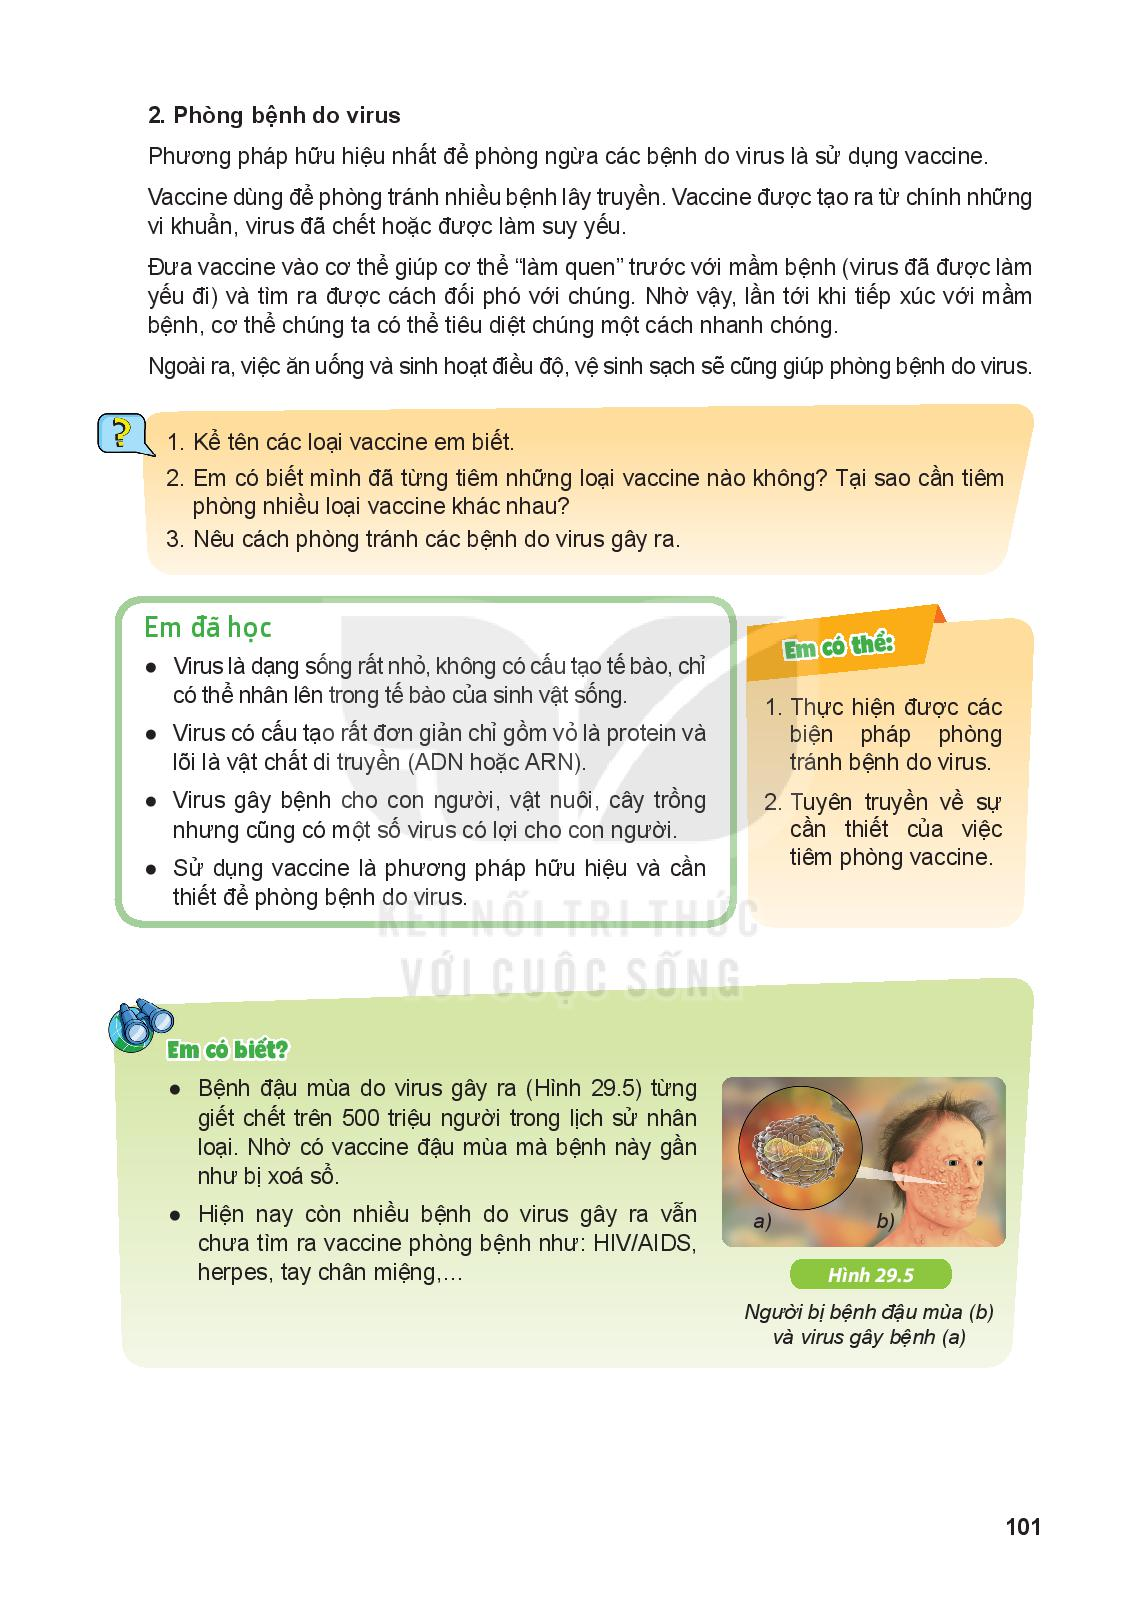 2. Phòng bệnh do virus
Phương pháp hữu hiệu nhất để phòng ngừa các bệnh do virus là sử dụng vaccine.
Vaccine dùng để phòng tránh nhiều bệnh lây truyền. Vaccine được tạo ra từ chính những
vi khuẩn, virus đã chết hoặc được làm suy yếu.
Đưa vaccine vào cơ thể giúp cơ thể “làm quen” trước với mầm bệnh (virus đã được làm
yếu đi) và tìm ra được cách đối phó với chúng. Nhờ vậy, lần tới khi tiếp xúc với mầm
bệnh, cơ thể chúng ta có thể tiêu diệt chúng một cách nhanh chóng.
Ngoài ra, việc ăn uống và sinh hoạt điều độ, vệ sinh sạch sẽ cũng giúp phòng bệnh do virus.
?
1. Kể tên các loại vaccine em biết.
2. Em có biết mình đã từng tiêm những loại vaccine nào không? Tại sao cần tiêm
phòng nhiều loại vaccine khác nhau?
3. Nêu cách phòng tránh các bệnh do virus gây ra.
Em đã học
● Virus là dạng sống rất nhỏ, không có cấu tạo tế bào, chỉ
có thể nhân lên trong tế bào của sinh vật sống.
● Virus có cấu tạo rất đơn giản chỉ gồm vỏ là protein và
lõi là vật chất di truyền (ADN hoặc ARN).
● Virus gây bệnh cho con người, vật nuôi, cây trồng
nhưng cũng có một số virus có lợi cho con người.
● Sử dụng vaccine là phương pháp hữu hiệu và cần
thiết để phòng bệnh do virus.
Em có thể:
1. Thực hiện được các
biện pháp phòng
tránh bệnh do virus.
2. Tuyên truyền về sự
cần thiết của việc
tiêm phòng vaccine.
KẾT NỐI TRI THỨC
VỚI CUỘC SỐNG
Em có biết?
● Bệnh đậu mùa do virus gây ra (Hình 29.5) từng
giết chết trên 500 triệu người trong lịch sử nhân
loại. Nhờ có vaccine đậu mùa mà bệnh này gần
như bị xoá sổ.
● Hiện nay còn nhiều bệnh do virus gây ra vẫn
chưa tìm ra vaccine phòng bệnh như: HIV/AIDS,
herpes, tay chân miệng,…
a) b)
Hình 29.5
Người bị bệnh đậu mùa (b)
và virus gây bệnh (a)
101